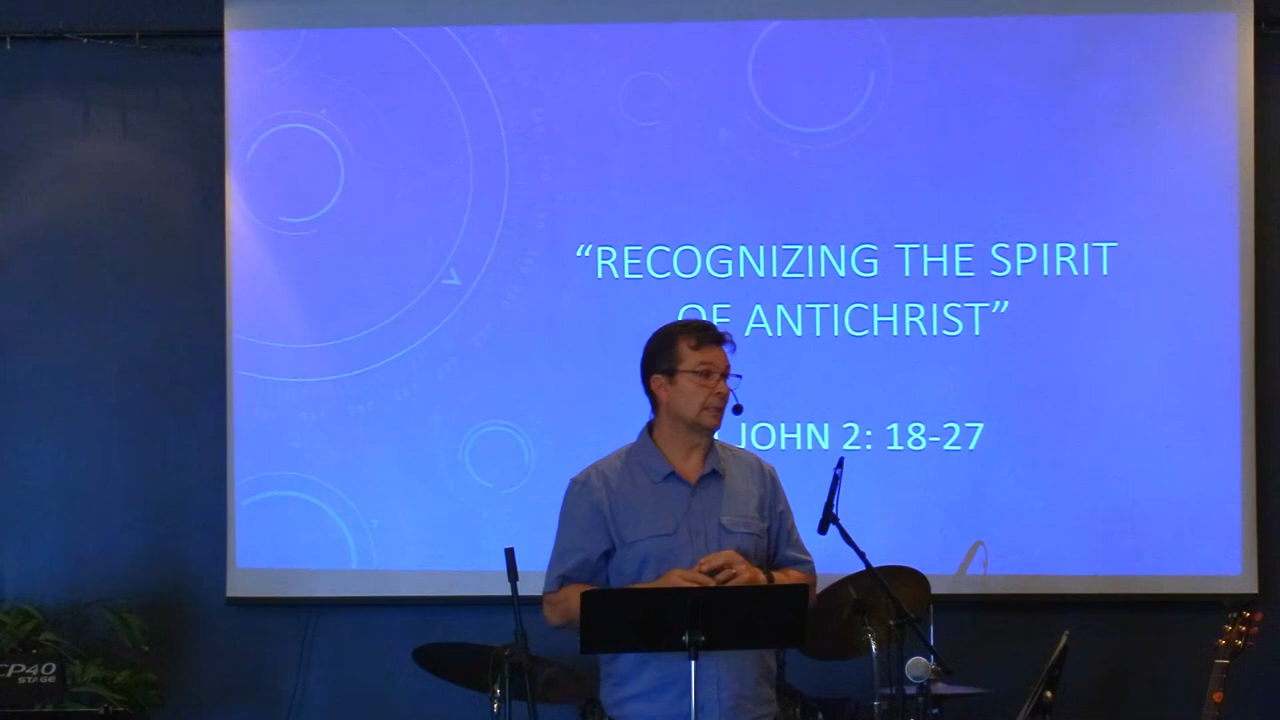 “RECOGNIZING THE SPIRIT
OF ANTICHRIST”
JOHN 2: 18-27
CP40
STAGE